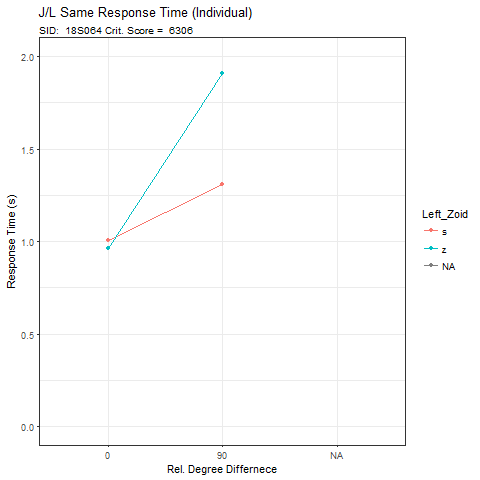 J/L Same Response Time (Individual)
SID:  18S064 Crit. Score =  6306
Response Time (s)
2.0
1.5
1.0
0.5
0.0
0
90
NA
Rel. Degree Differnece
Left_Zoid
s
z
NA